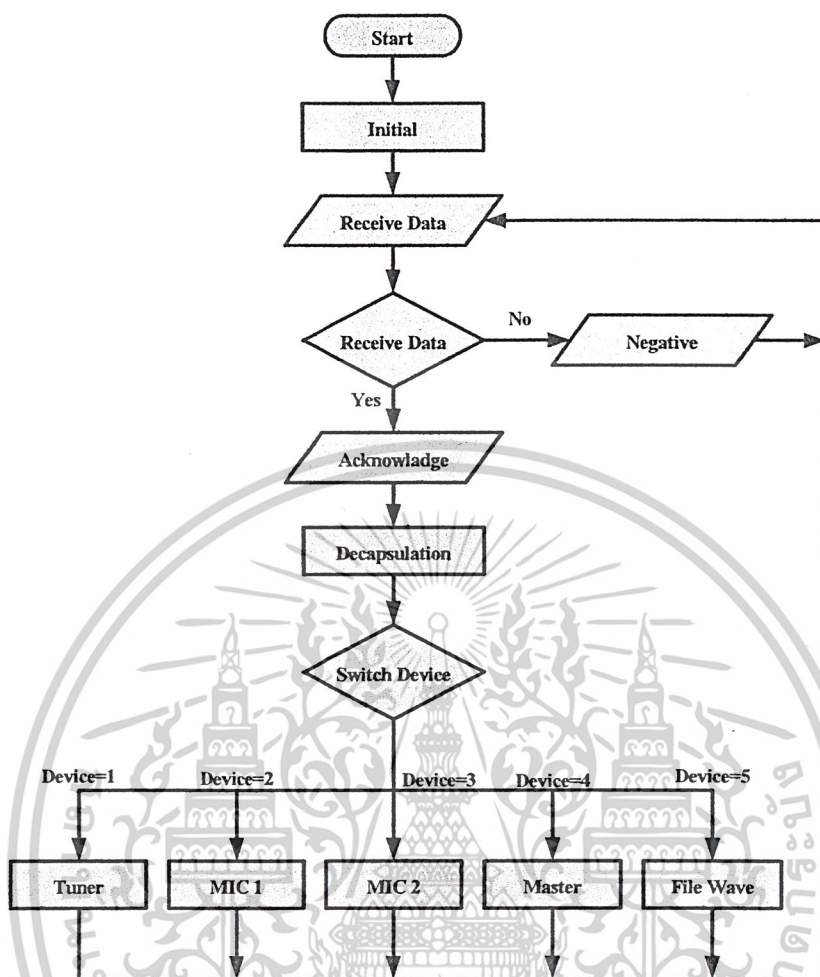 Start
Initial
Receive Data
Receive Data
No
Negative
Yes
Acknowladge
Decapsulation
Switch Device
Device=1
Device=2
Device=3
Device=4
Device=5
Tuner
MIC 1
MIC 2
Master
File Wave